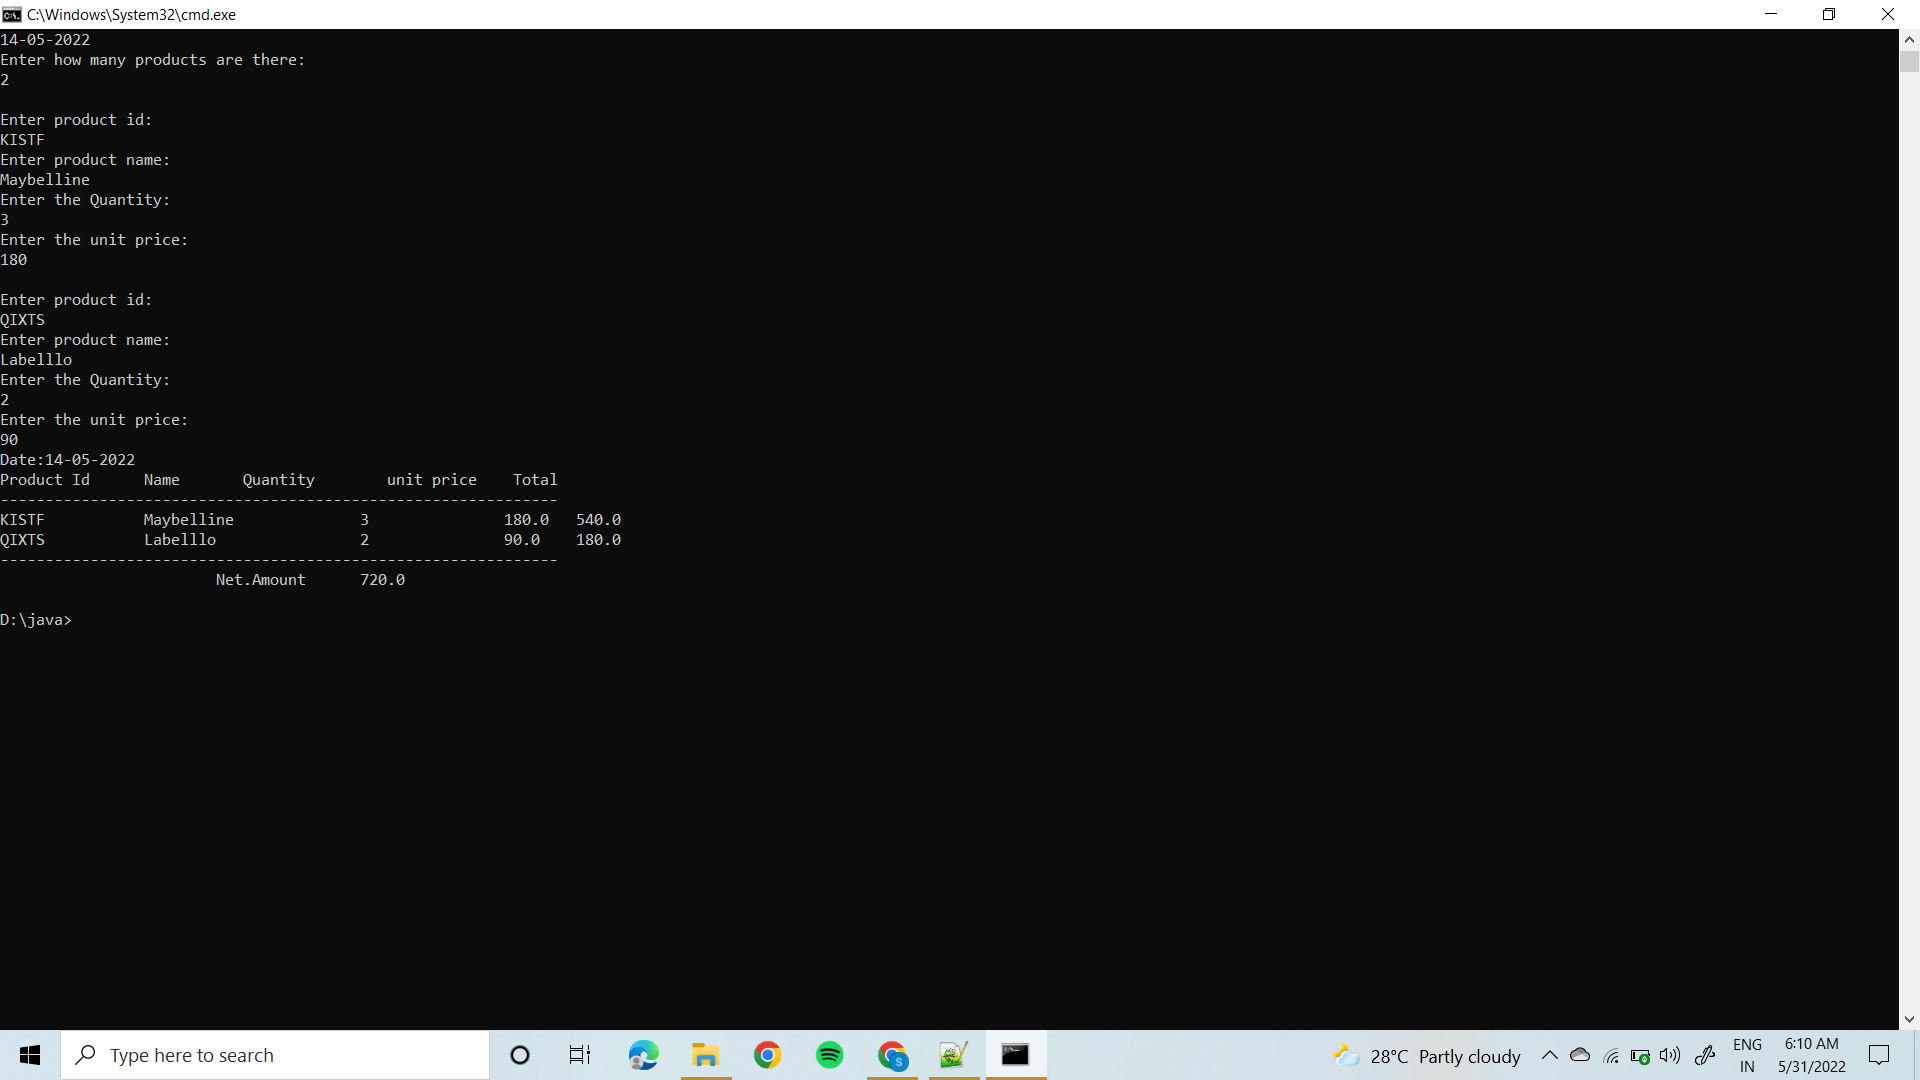 C:\Windows\System32\cmd.exe
14-05-2022
Enter how many products are there:
2
Enter product id:
KISTF
Enter product name:
Maybelline
Enter the Quantity:
3
Enter the unit price:
180
Enter product id:
QIXTS
Enter product name:
Labelllo
Enter the Quantity:
2
Enter the unit price:
90
Date:14-05-2022
Product Id Name Quantity unit price Total
--------------------------------------------------------------
KISTF Maybelline 3 180.0 540.0
QIXTS Labelllo 2 90.0 180.0
--------------------------------------------------------------
Net.Amount 720.0
D:\java>
Type here to search
28°C Partly cloudy
ENG
IN
6:10 AM
5/31/2022